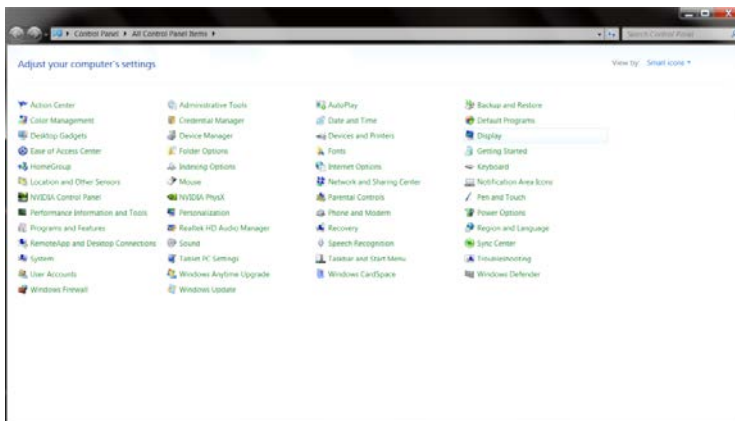 Control Panel ▸ All Control Panel Items ▸ Search Control Panel
Adjust your computer's settings View by: Small icons
Action Center Administrative Tools AutoPlay Backup and Restore
Color Management Credential Manager Date and Time Default Programs
Desktop Gadgets Device Manager Devices and Printers Display
Ease of Access Center Folder Options Fonts Getting Started
HomeGroup Indexing Options Internet Options Keyboard
Location and Other Sensors Mouse Network and Sharing Center Notification Area Icons
NVIDIA Control Panel NVIDIA PhysX Parental Controls Pen and Touch
Performance Information and Tools Personalization Phone and Modem Power Options
Programs and Features Realtek HD Audio Manager Recovery Region and Language
RemoteApp and Desktop Connections Sound Speech Recognition Sync Center
System Tablet PC Settings Taskbar and Start Menu Troubleshooting
User Accounts Windows Anytime Upgrade Windows CardSpace Windows Defender
Windows Firewall Windows Update